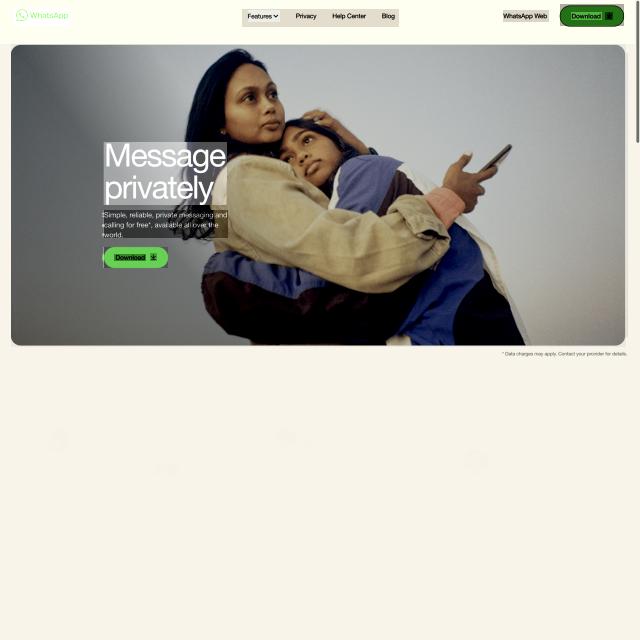 WhatsApp
Features
Privacy
Help Center
Blog
WhatsApp Web
Download
Message
privately
Simple, reliable, private messaging and
calling for free*, available all over the
world.
Download
* Data charges may apply. Contact your provider for details.